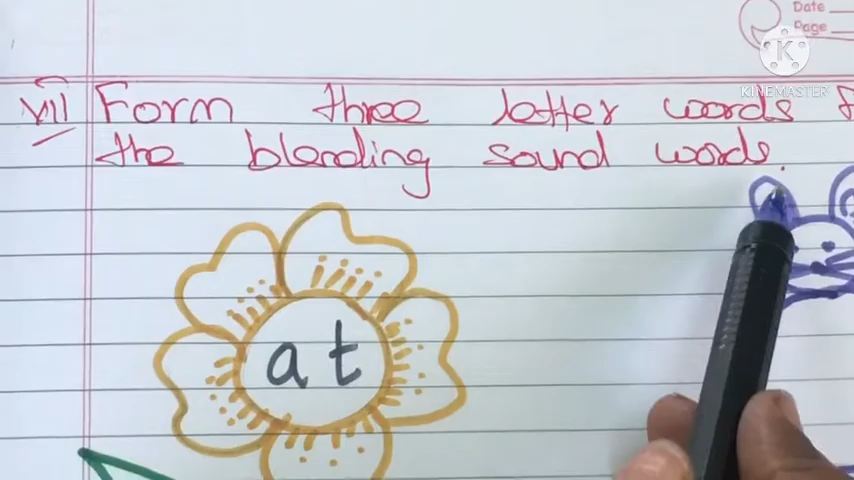 Date
Page
KINEMASTER
vii Form three letter words
the blending sound words.
at